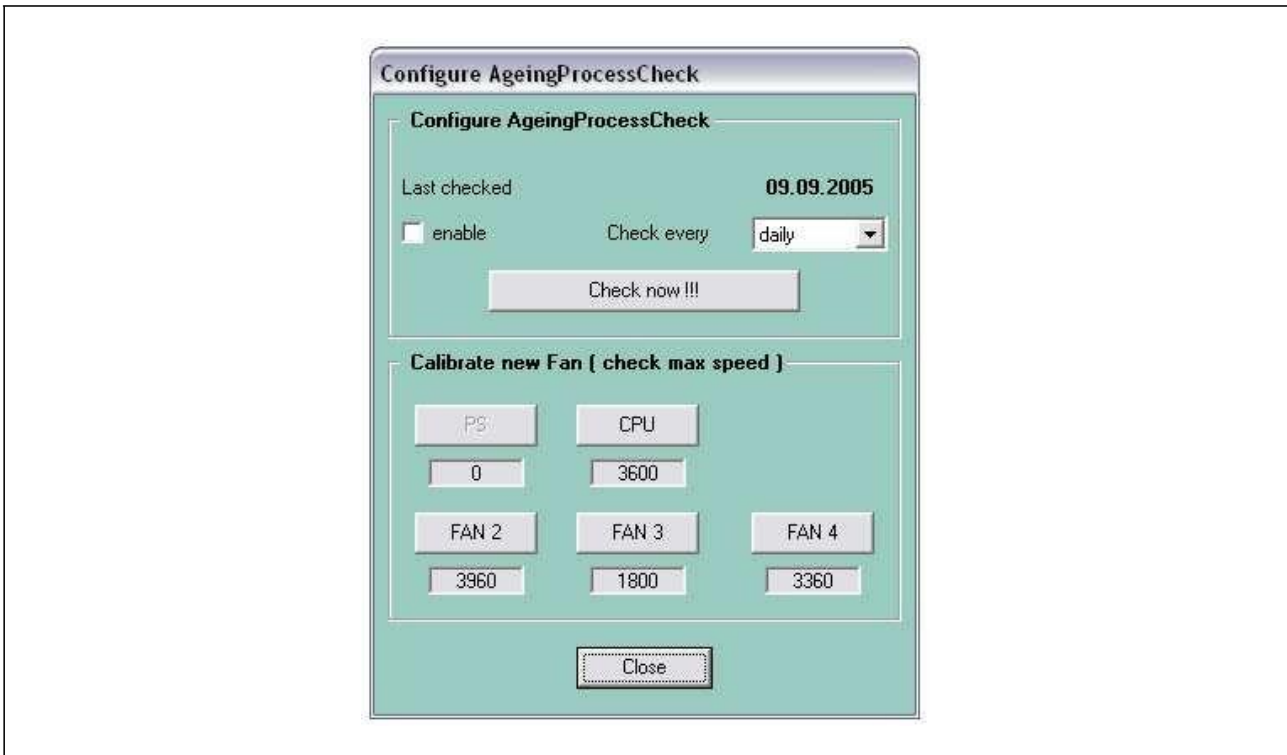 Configure AgeingProcessCheck
Configure AgeingProcessCheck
Last checked 09.09.2005
enable Check every daily
Check now !!!
Calibrate new Fan ( check max speed )
PS CPU
0 3600
FAN 2 FAN 3 FAN 4
3960 1800 3360
Close